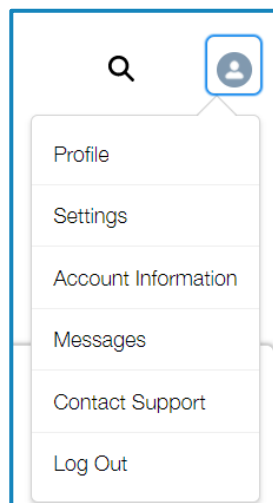 Profile
Settings
Account Information
Messages
Contact Support
Log Out